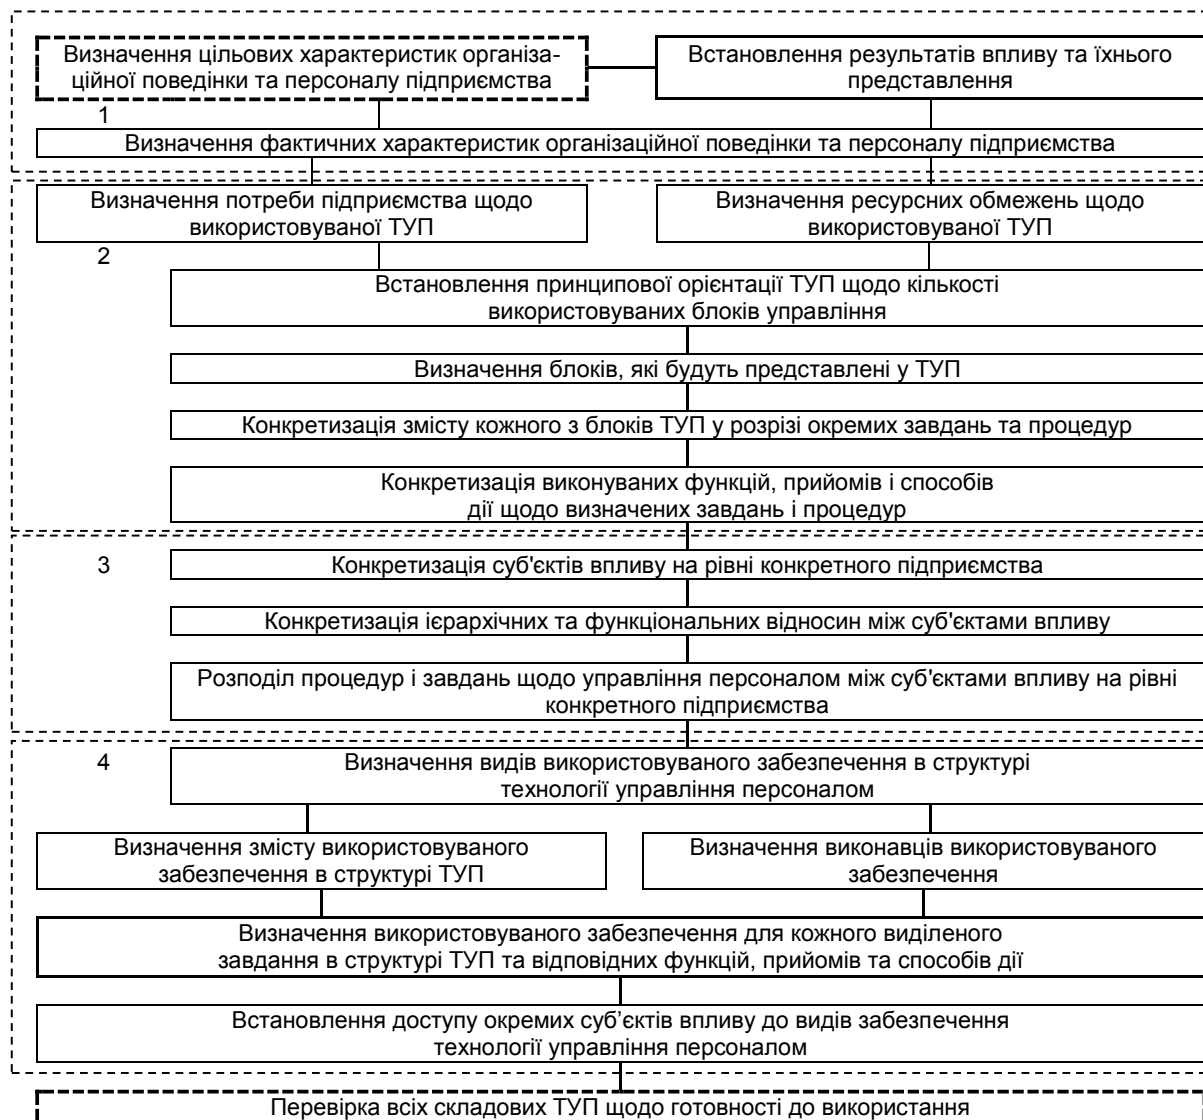 Визначення цільових характеристик організа-
ційної поведінки та персоналу підприємства
Встановлення результатів впливу та їхнього
представлення
1
Визначення фактичних характеристик організаційної поведінки та персоналу підприємства
Визначення потреби підприємства щодо
використовуваної ТУП
Визначення ресурсних обмежень щодо
використовуваної ТУП
2
Встановлення принципової орієнтації ТУП щодо кількості
використовуваних блоків управління
Визначення блоків, які будуть представлені у ТУП
Конкретизація змісту кожного з блоків ТУП у розрізі окремих завдань та процедур
Конкретизація виконуваних функцій, прийомів і способів
дії щодо визначених завдань і процедур
3
Конкретизація суб'єктів впливу на рівні конкретного підприємства
Конкретизація ієрархічних та функціональних відносин між суб'єктами впливу
Розподіл процедур і завдань щодо управління персоналом між суб'єктами впливу на рівні
конкретного підприємства
4
Визначення видів використовуваного забезпечення в структурі
технології управління персоналом
Визначення змісту використовуваного
забезпечення в структурі ТУП
Визначення виконавців використовуваного
забезпечення
Визначення використовуваного забезпечення для кожного виділеного
завдання в структурі ТУП та відповідних функцій, прийомів та способів дії
Встановлення доступу окремих суб’єктів впливу до видів забезпечення
технології управління персоналом
Перевірка всіх складових ТУП щодо готовності до використання